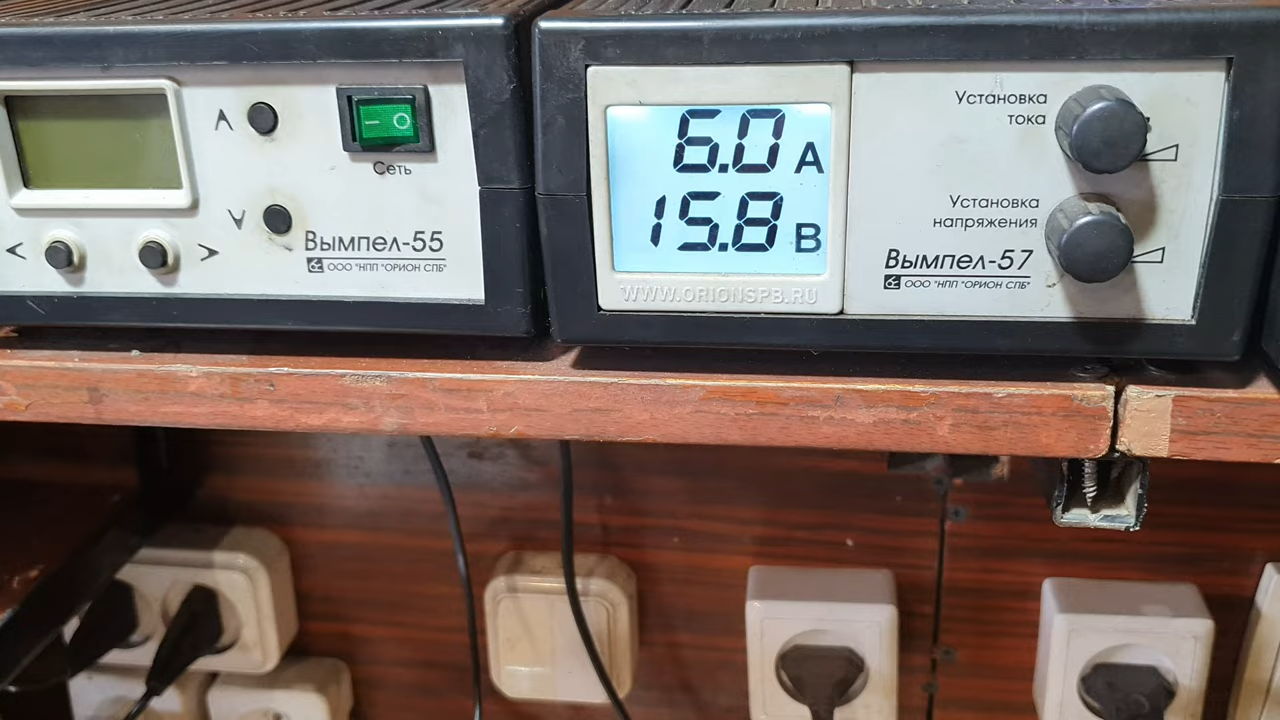 Сеть
Вымпел-55
ООО "НПП "ОРИОН СПБ"
6.0 А
15.8 В
WWW.ORIONSPB.RU
Установка
тока
Установка
напряжения
Вымпел-57
ООО "НПП "ОРИОН СПБ"